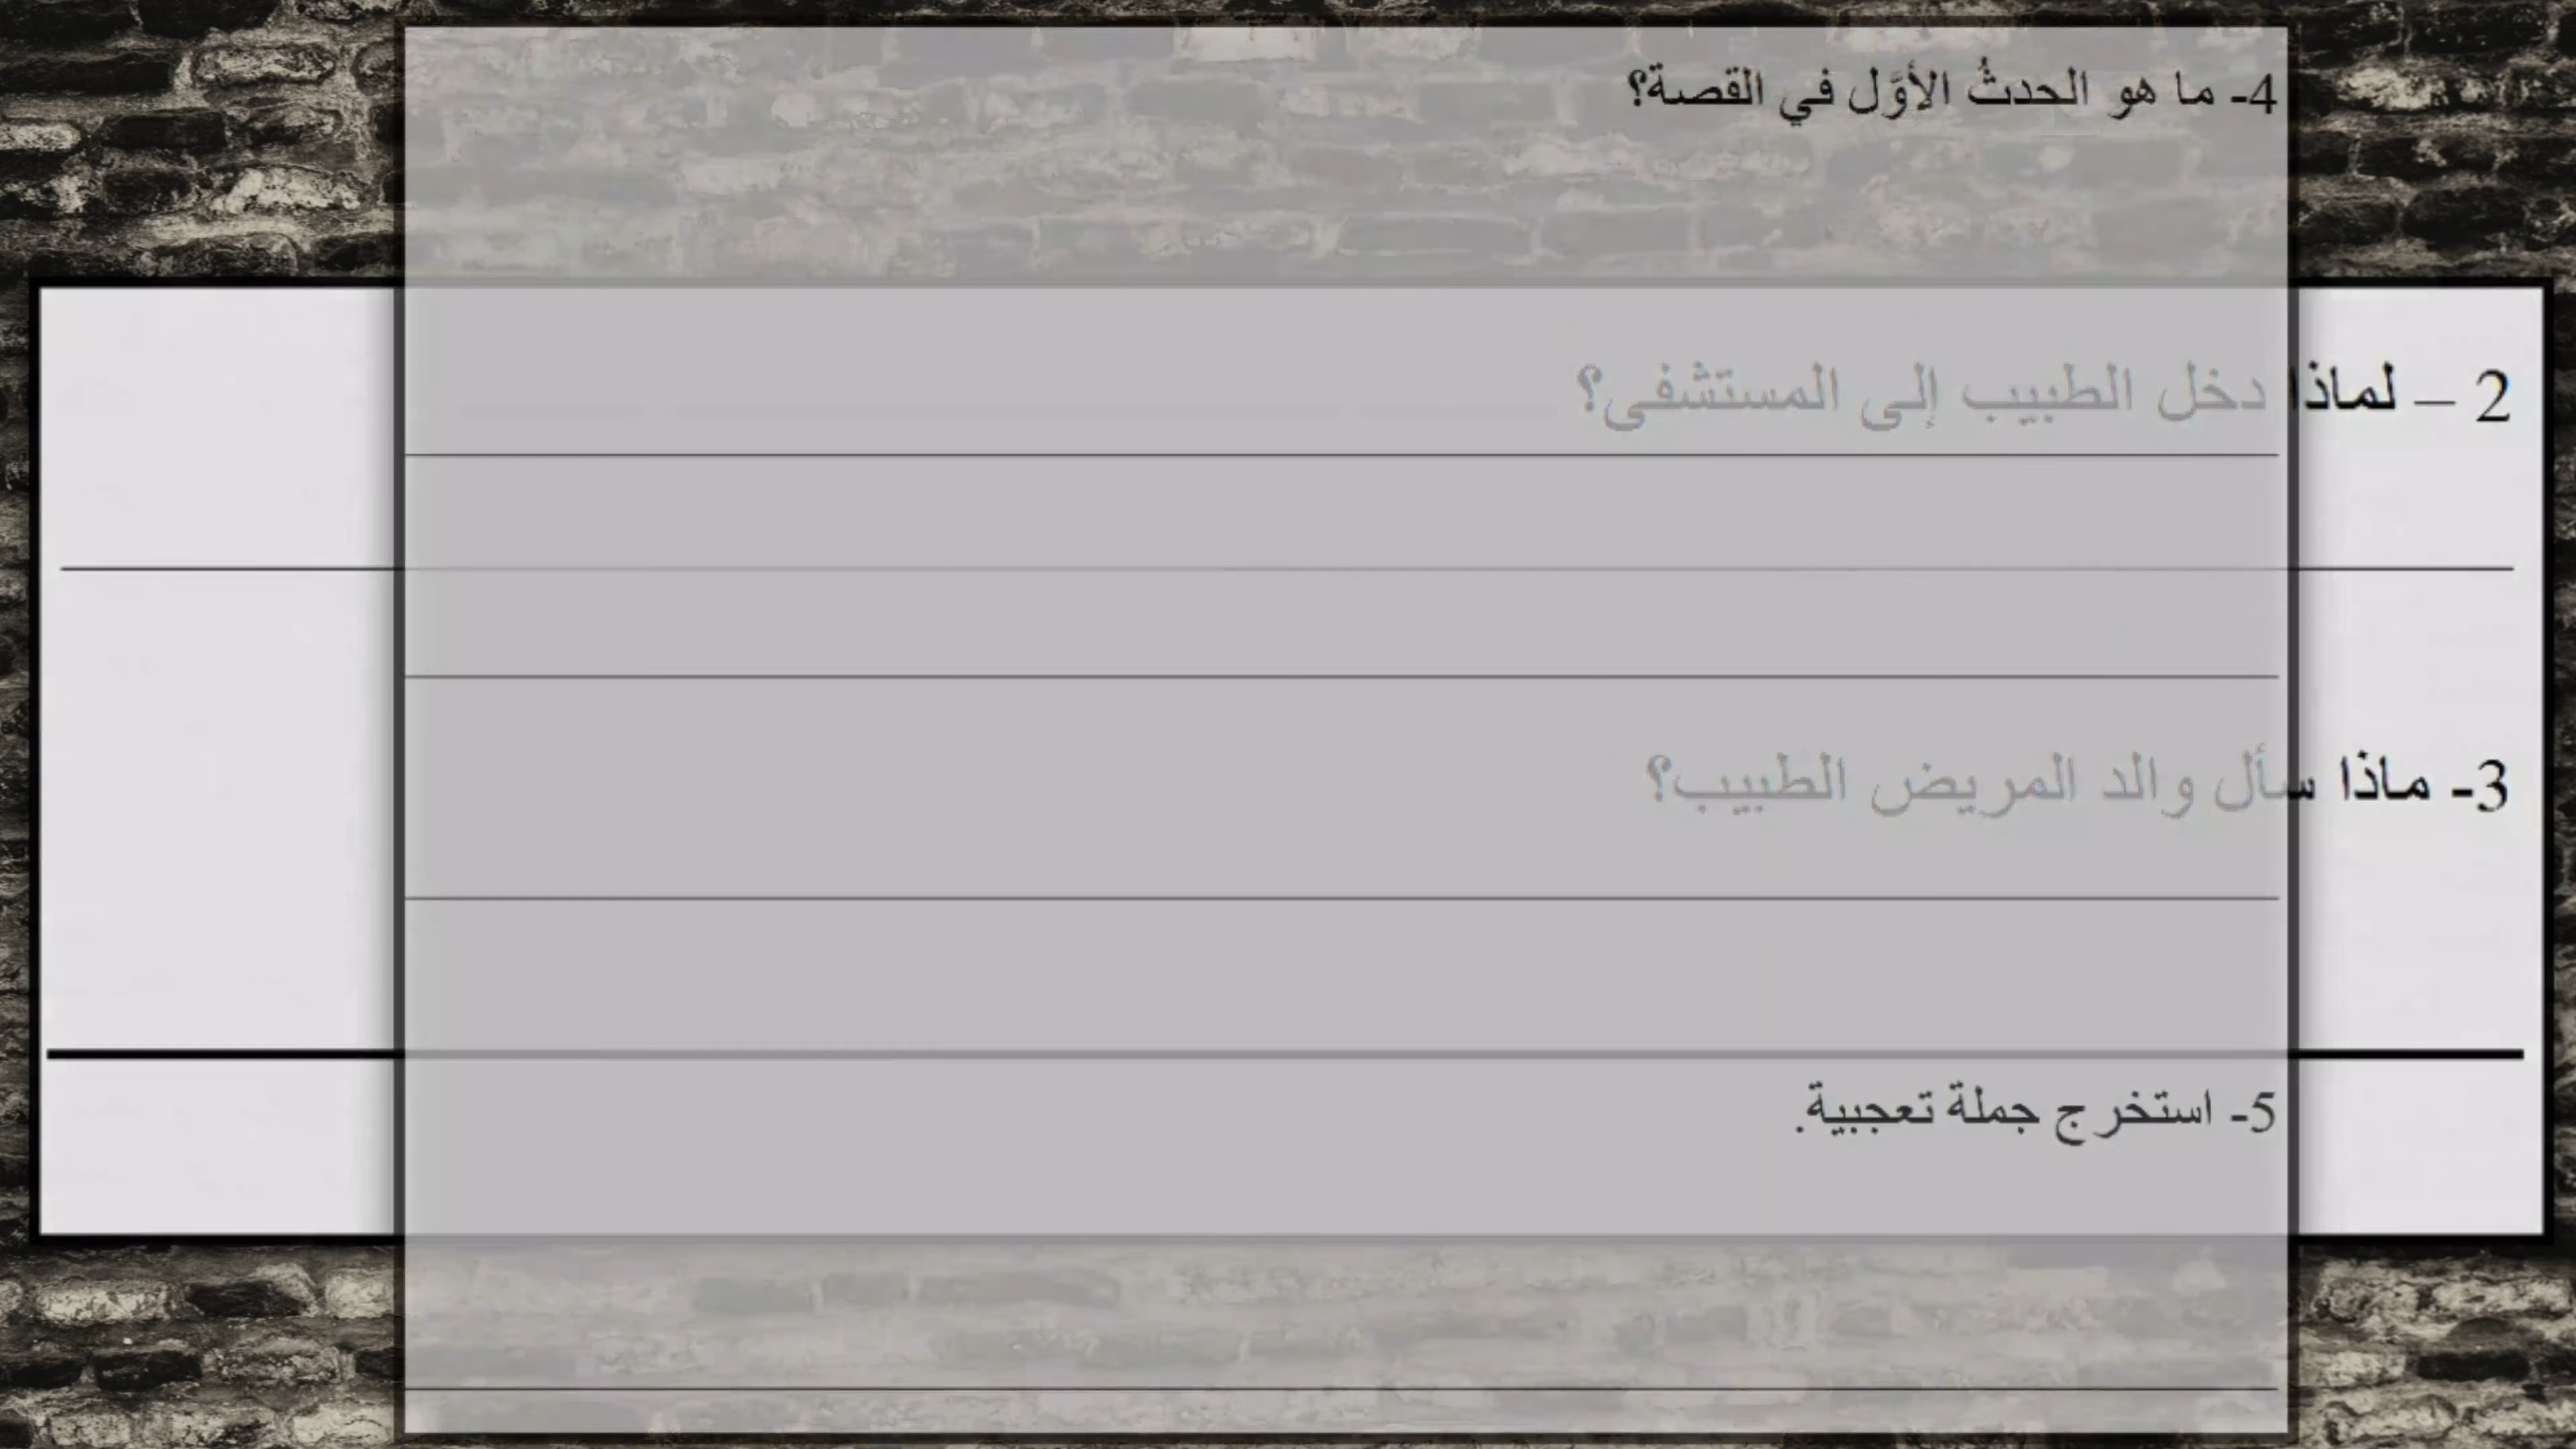 4- ما هو الحدثُ الأوَّل في القصة؟
2 – لماذا دخل الطبيب إلى المستشفى؟
3- ماذا سأل والد المريض الطبيب؟
5- استخرج جملة تعجبية.